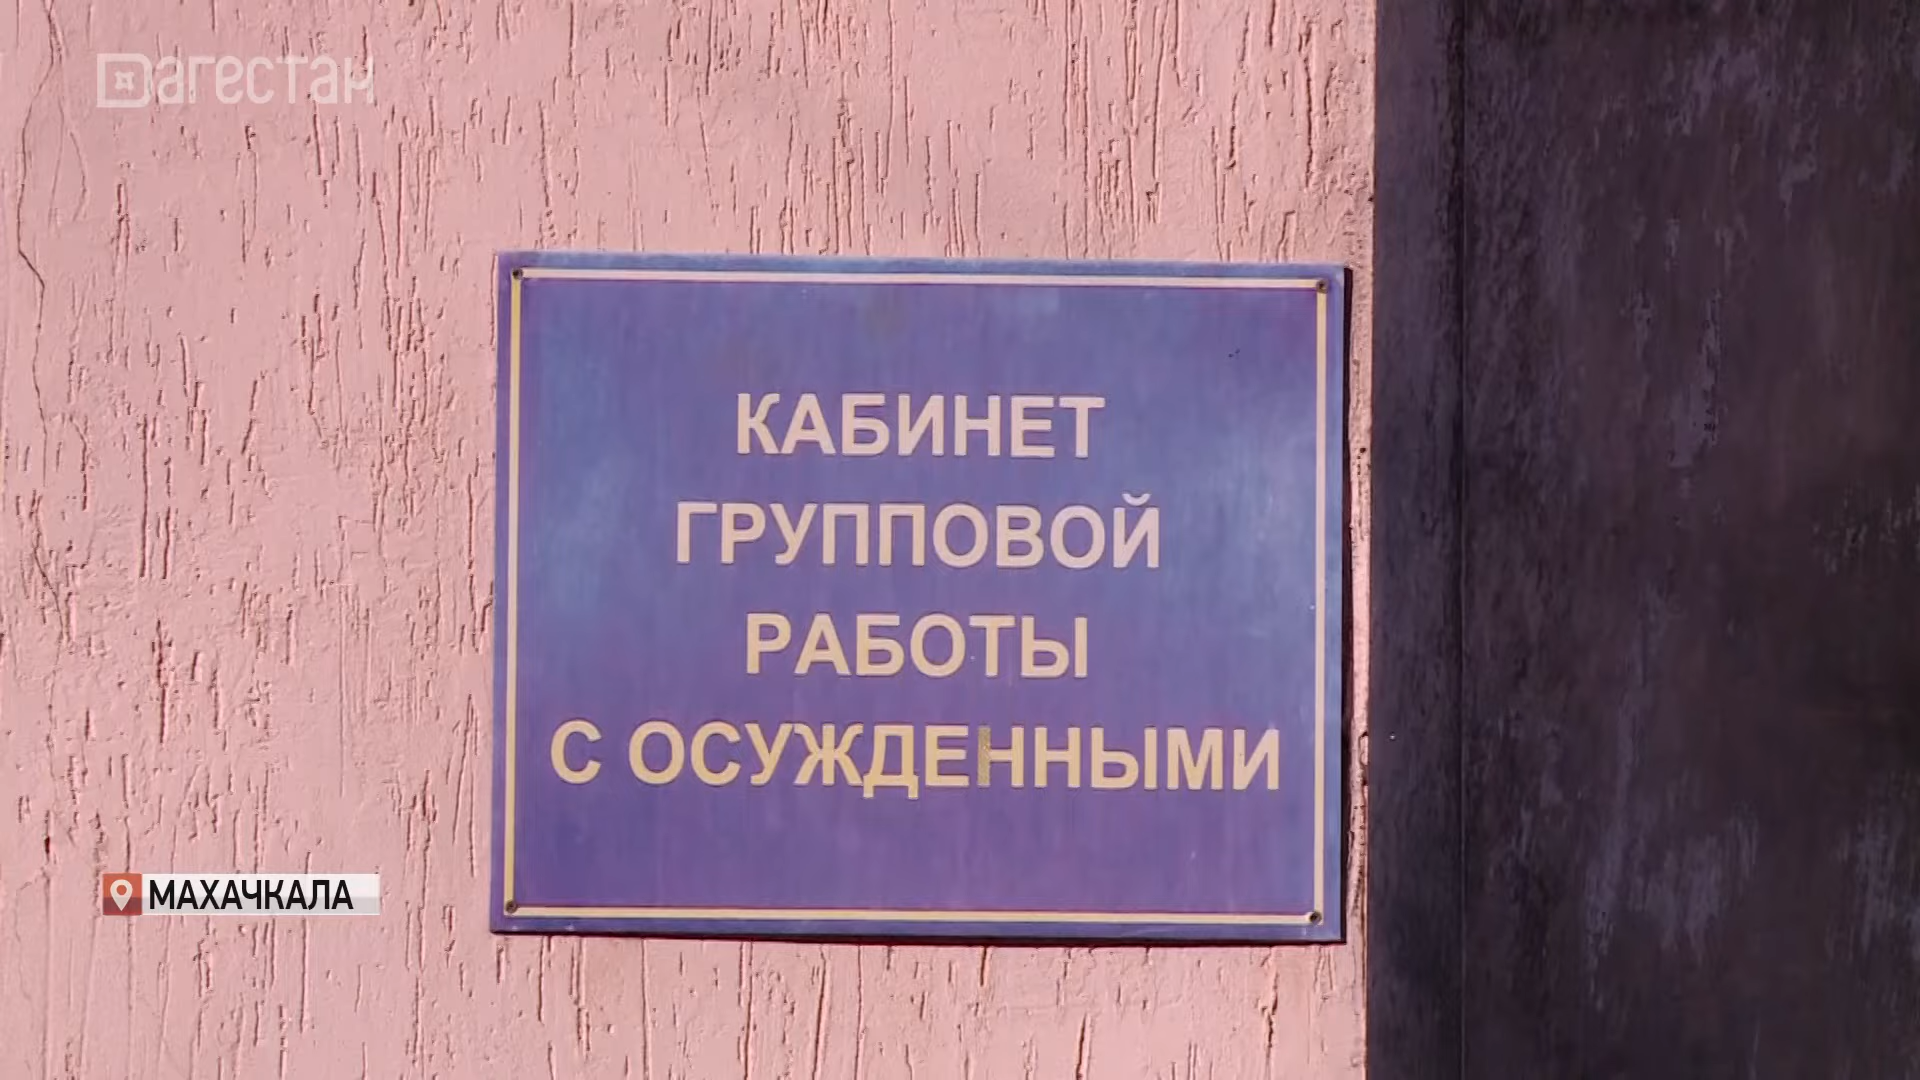 Дагестан
КАБИНЕТ
ГРУППОВОЙ
РАБОТЫ
С ОСУЖДЕННЫМИ
МАХАЧКАЛА